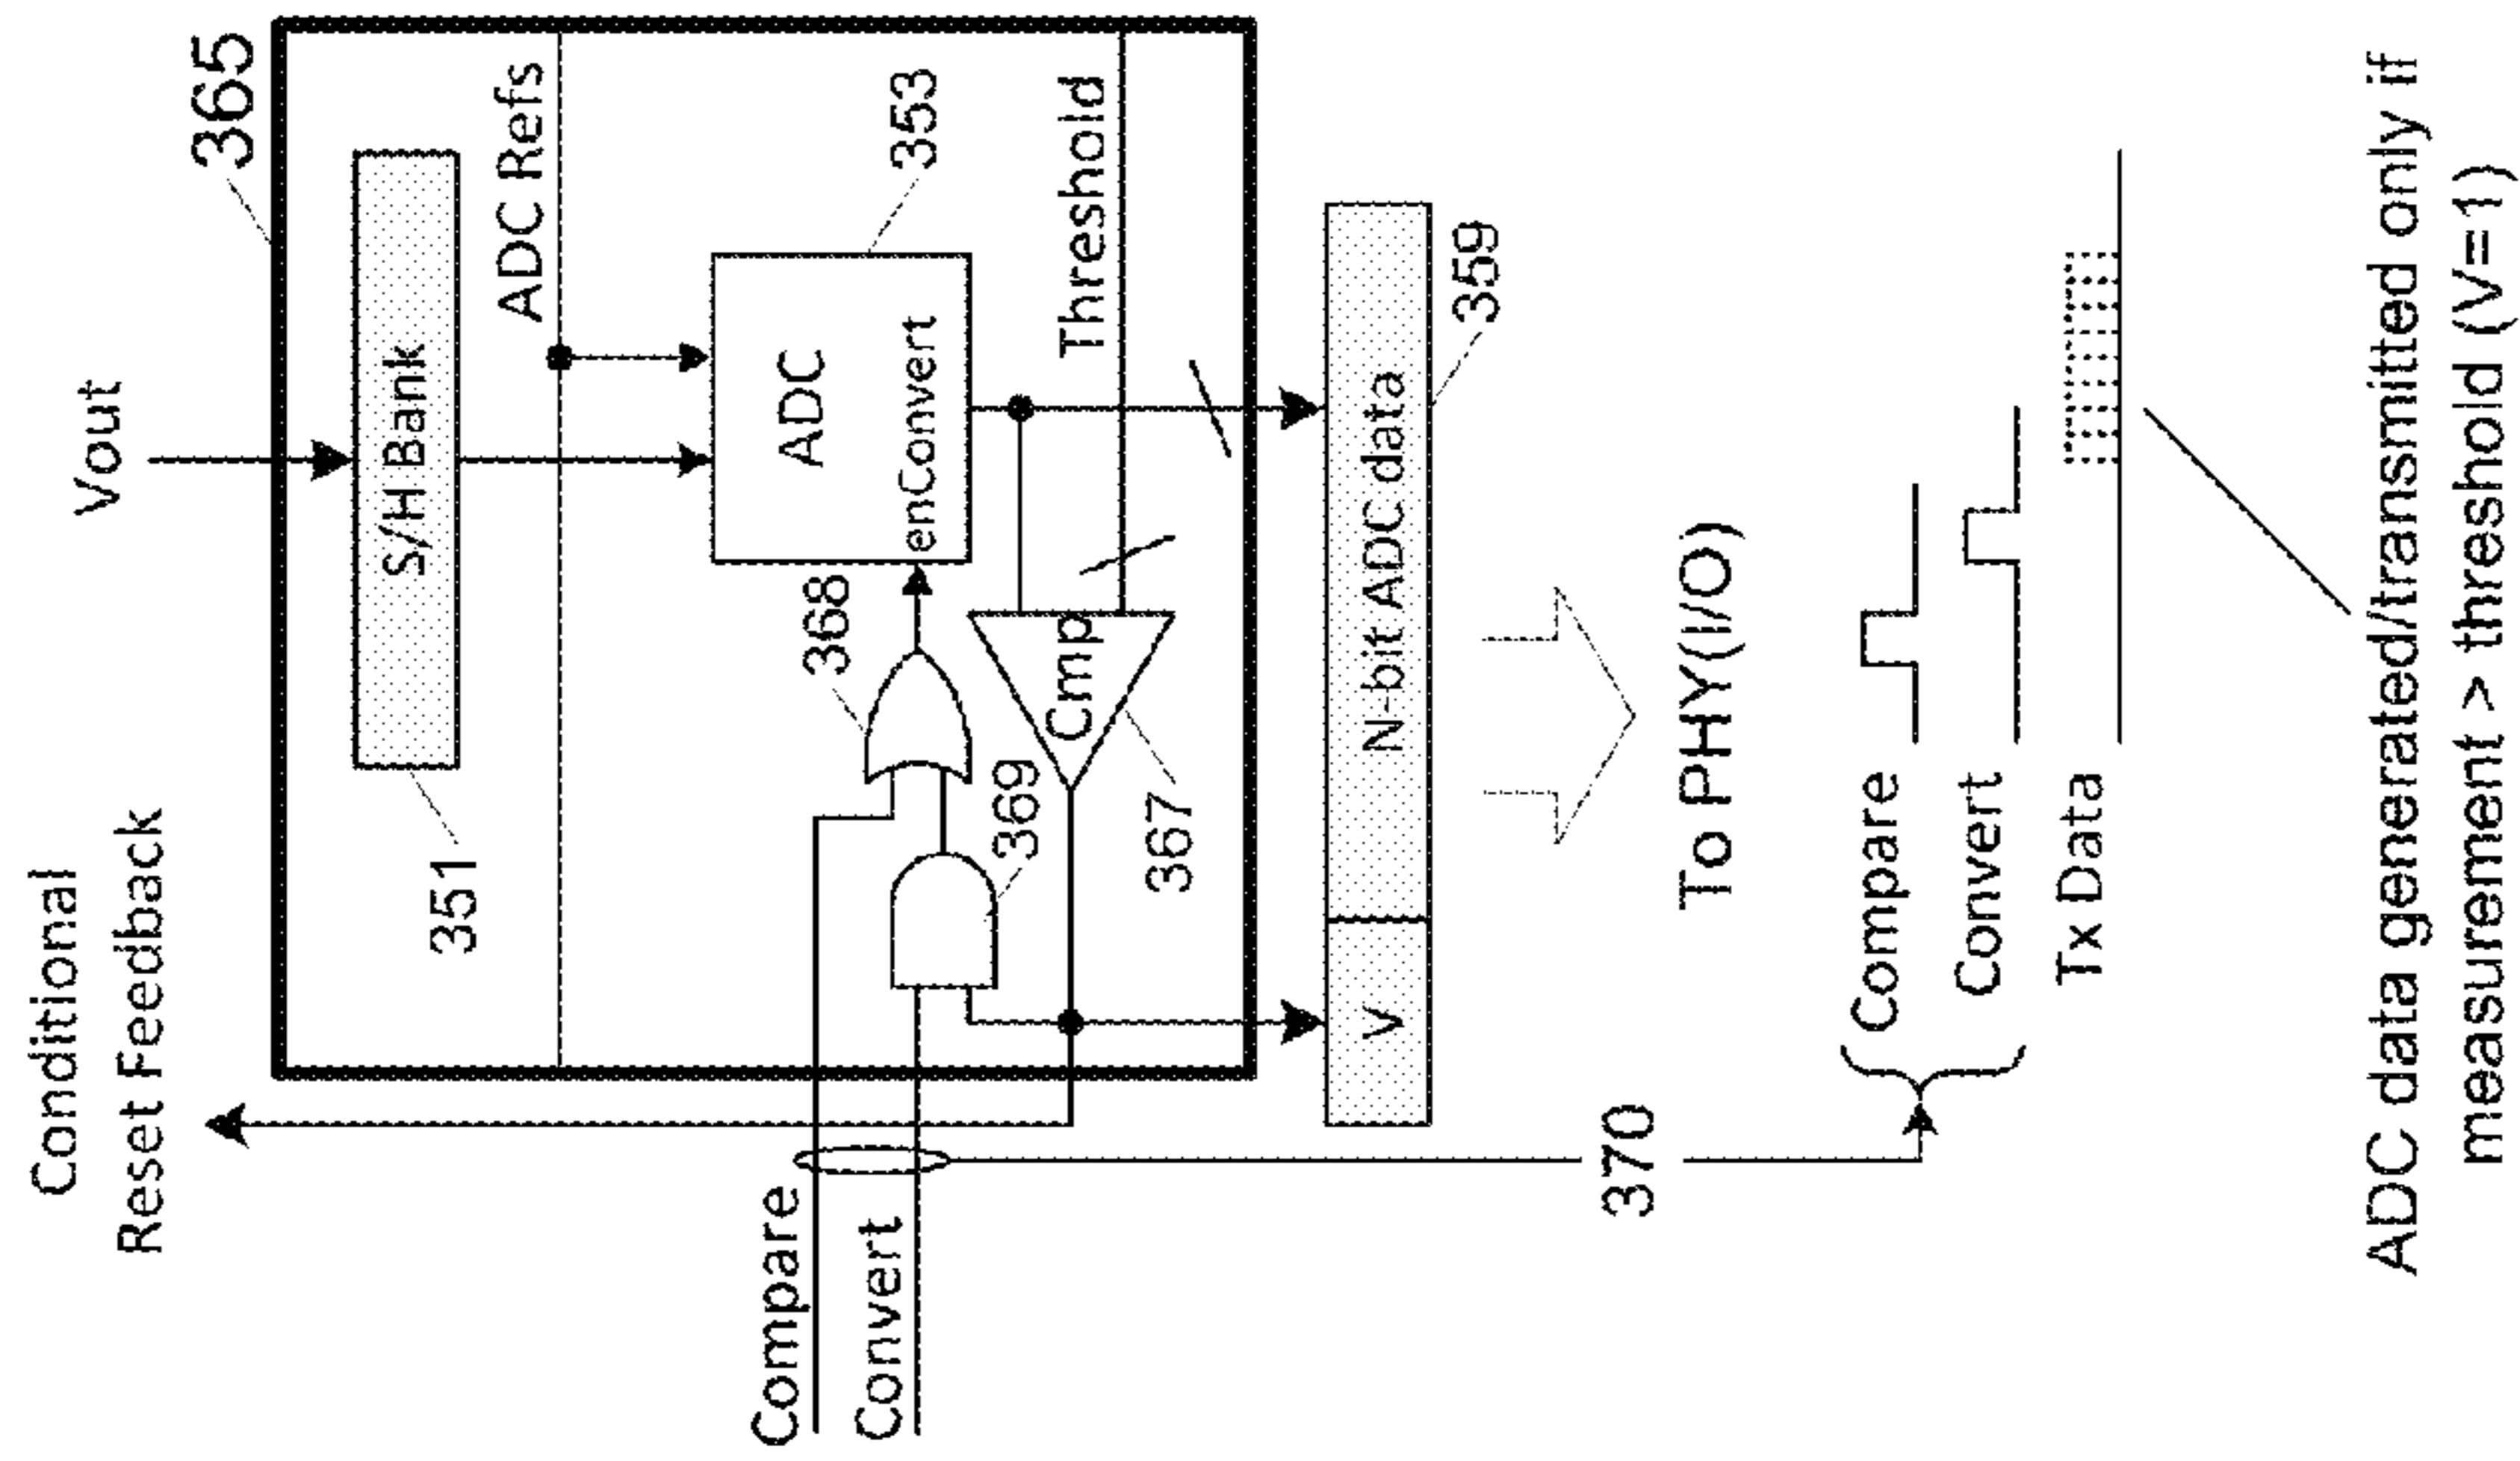 Conditional
Reset Feedback
Vout
365
351
S/H Bank
ADC Refs
Compare
Convert
368
ADC
enConvert
353
369
Cmp
367
Threshold
V
N-bit ADC data
359
370
To PHY(I/O)
Compare
Convert
Tx Data
ADC data generated/transmitted only if
measurement > threshold (V=1)